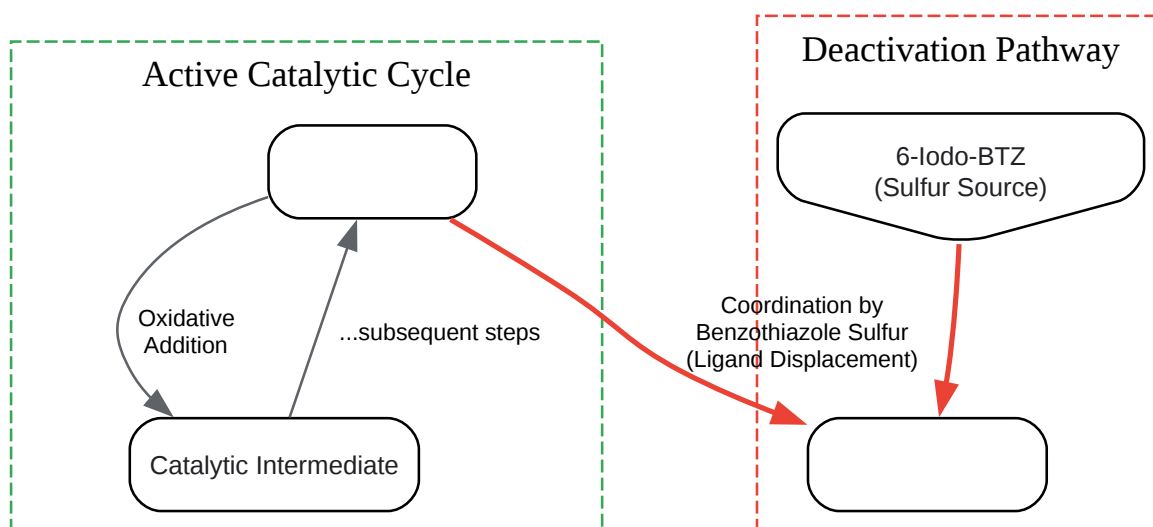 Active Catalytic Cycle
Deactivation Pathway
6-Iodo-BTZ
(Sulfur Source)
Oxidative
Addition
...subsequent steps
Coordination by
Benzothiazole Sulfur
(Ligand Displacement)
Catalytic Intermediate